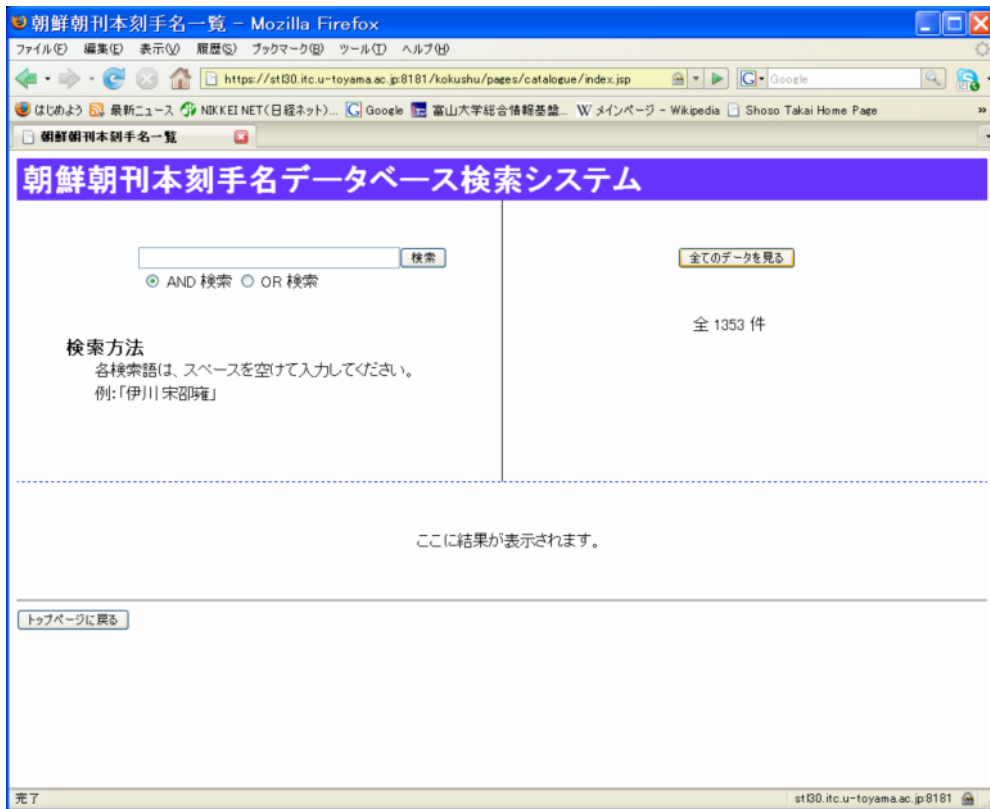 朝鮮朝刊本刻手名一覧 - Mozilla Firefox
ファイル(F) 編集(E) 表示(V) 履歴(S) ブックマーク(B) ツール(T) ヘルプ(H)
https://stl30.itc.u-toyama.ac.jp:8181/kokushu/pages/catalogue/index.jsp
Google
はじめよう 最新ニュース NIKKEI NET(日経ネット)... Google 富山大学総合情報基盤... メインページ - Wikipedia Shoso Takai Home Page »
朝鮮朝刊本刻手名一覧
朝鮮朝刊本刻手名データベース検索システム
検索
AND 検索 OR 検索
全てのデータを見る
全 1353 件
検索方法
各検索語は、スペースを空けて入力してください。
例:「伊川 宋邵雍」
ここに結果が表示されます。
トップページに戻る
完了
stl30.itc.u-toyama.ac.jp:8181